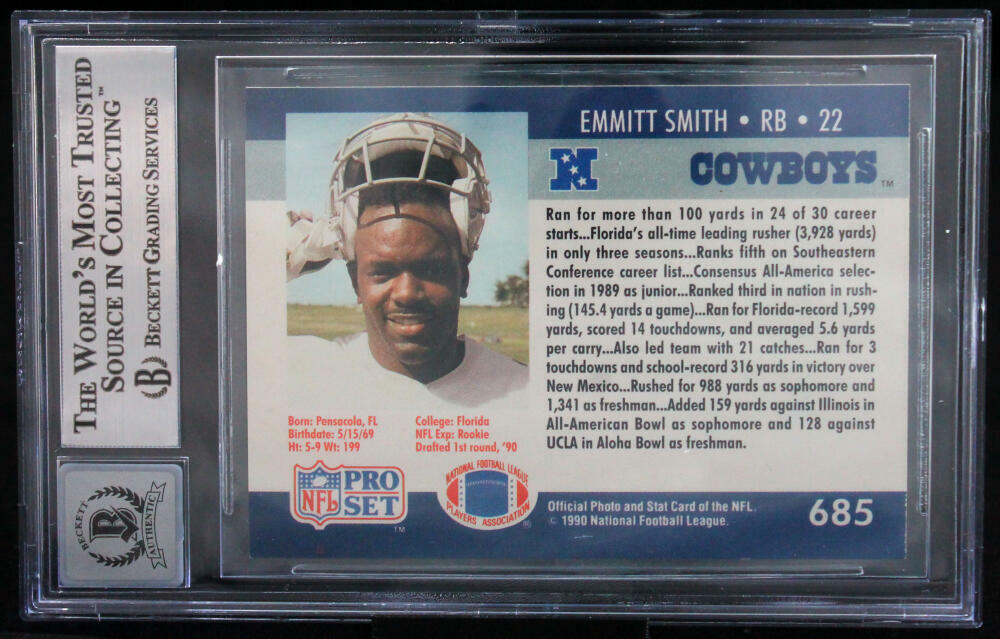 THE WORLD'S MOST TRUSTED
SOURCE IN COLLECTING™
BECKETT GRADING SERVICES
B
BECKETT
B
AUTHENTIC
EMMITT SMITH • RB • 22
N
COWBOYS™
Ran for more than 100 yards in 24 of 30 career
starts...Florida's all-time leading rusher (3,928 yards)
in only three seasons...Ranks fifth on Southeastern
Conference career list...Consensus All-America selec-
tion in 1989 as junior...Ranked third in nation in rush-
ing (145.4 yards a game)...Ran for Florida-record 1,599
yards, scored 14 touchdowns, and averaged 5.6 yards
per carry...Also led team with 21 catches...Ran for 3
touchdowns and school-record 316 yards in victory over
New Mexico...Rushed for 988 yards as sophomore and
1,341 as freshman...Added 159 yards against Illinois in
All-American Bowl as sophomore and 128 against
UCLA in Aloha Bowl as freshman.
Born: Pensacola, FL
Birthdate: 5/15/69
Ht: 5-9 Wt: 199
College: Florida
NFL Exp: Rookie
Drafted 1st round, '90
NFL
PRO
SET
™
NATIONAL FOOTBALL LEAGUE
PLAYERS ASSOCIATION
®
Official Photo and Stat Card of the NFL.
© 1990 National Football League.
685